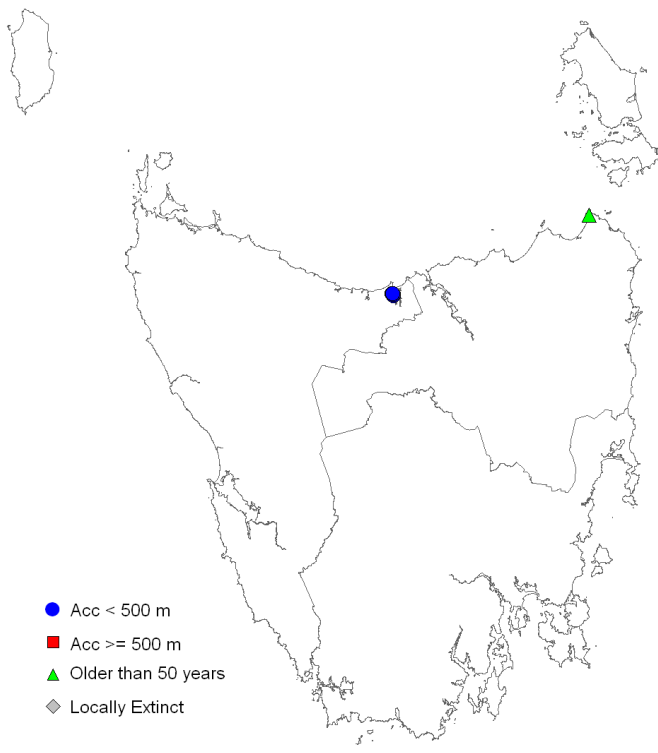 Acc < 500 m
Acc >= 500 m
Older than 50 years
Locally Extinct